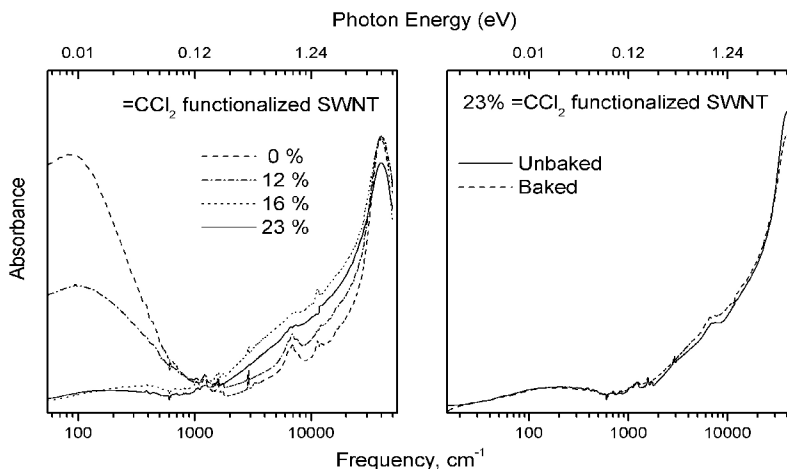 Photon Energy (eV)
0.01 0.12 1.24 0.01 0.12 1.24
=CCl₂ functionalized SWNT
0 %
12 %
16 %
23 %
23% =CCl₂ functionalized SWNT
Unbaked
Baked
Absorbance
100 1000 10000 100 1000 10000
Frequency, cm⁻¹